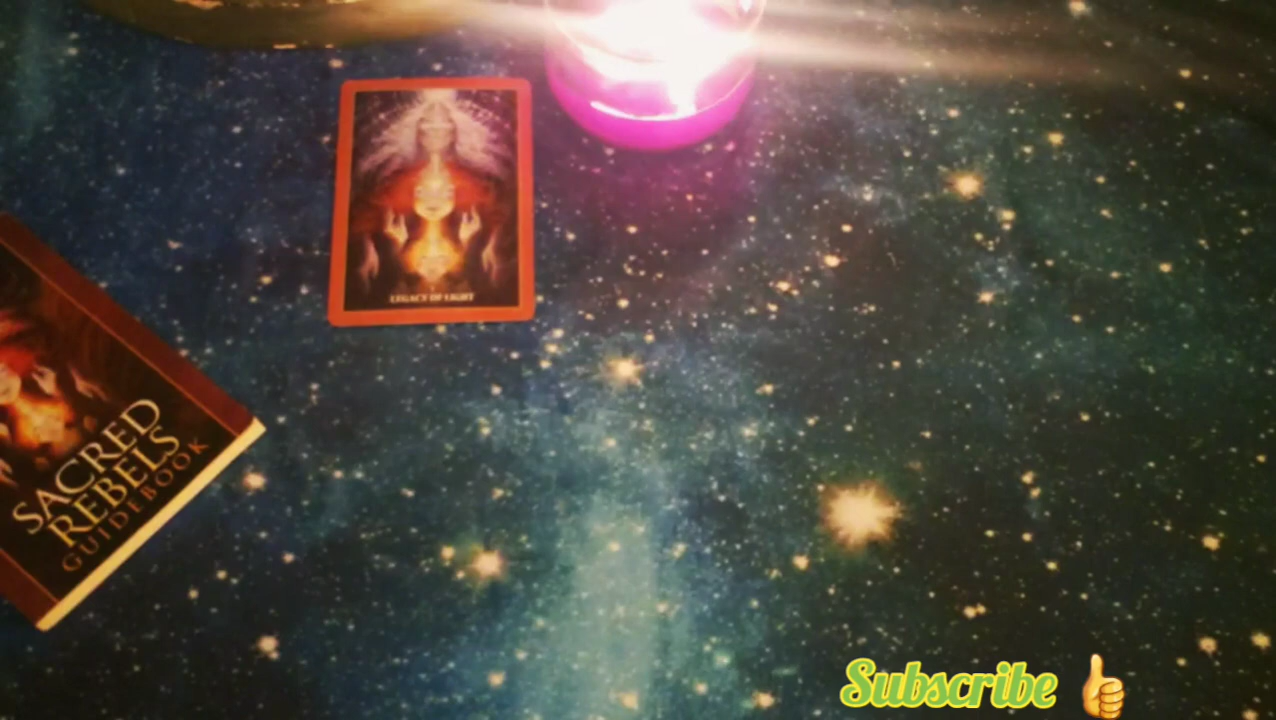 LEGACY OF LIGHT
SACRED
REBELS
GUIDEBOOK
Subscribe 👍